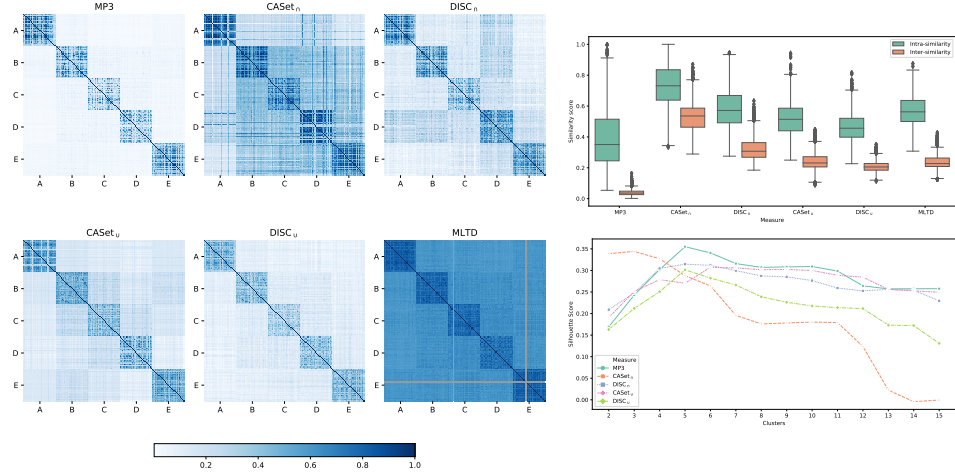 MP3
CASet∩
DISC∩
A
B
C
D
E
A B C D E
A B C D E
A B C D E
CASet∪
DISC∪
MLTD
A
B
C
D
E
A B C D E
A B C D E
A B C D E
0.2 0.4 0.6 0.8 1.0
Intra-similarity
Inter-similarity
Similarity score
1.0
0.8
0.6
0.4
0.2
0.0
MP3 CASet∩ DISC∩ CASet∪ DISC∪ MLTD
Measure
Silhouette Score
0.35
0.30
0.25
0.20
0.15
0.10
0.05
0.00
Measure
MP3
CASet∩
DISC∩
CASet∪
DISC∪
2 3 4 5 6 7 8 9 10 11 12 13 14 15
Clusters